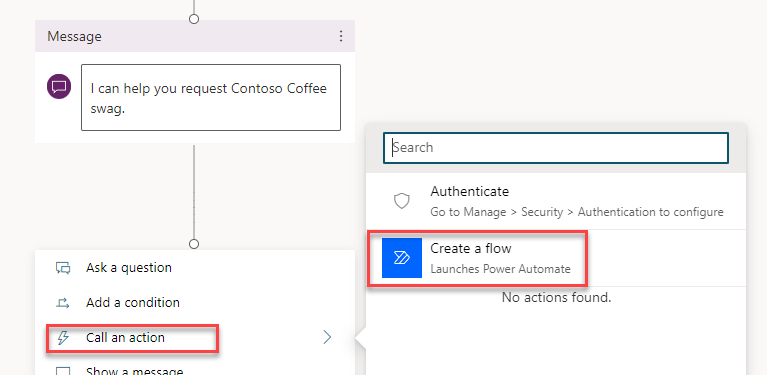 Message
I can help you request Contoso Coffee
swag.
Search
Authenticate
Go to Manage > Security > Authentication to configure
Create a flow
Launches Power Automate
No actions found.
Ask a question
Add a condition
Call an action
Show a message